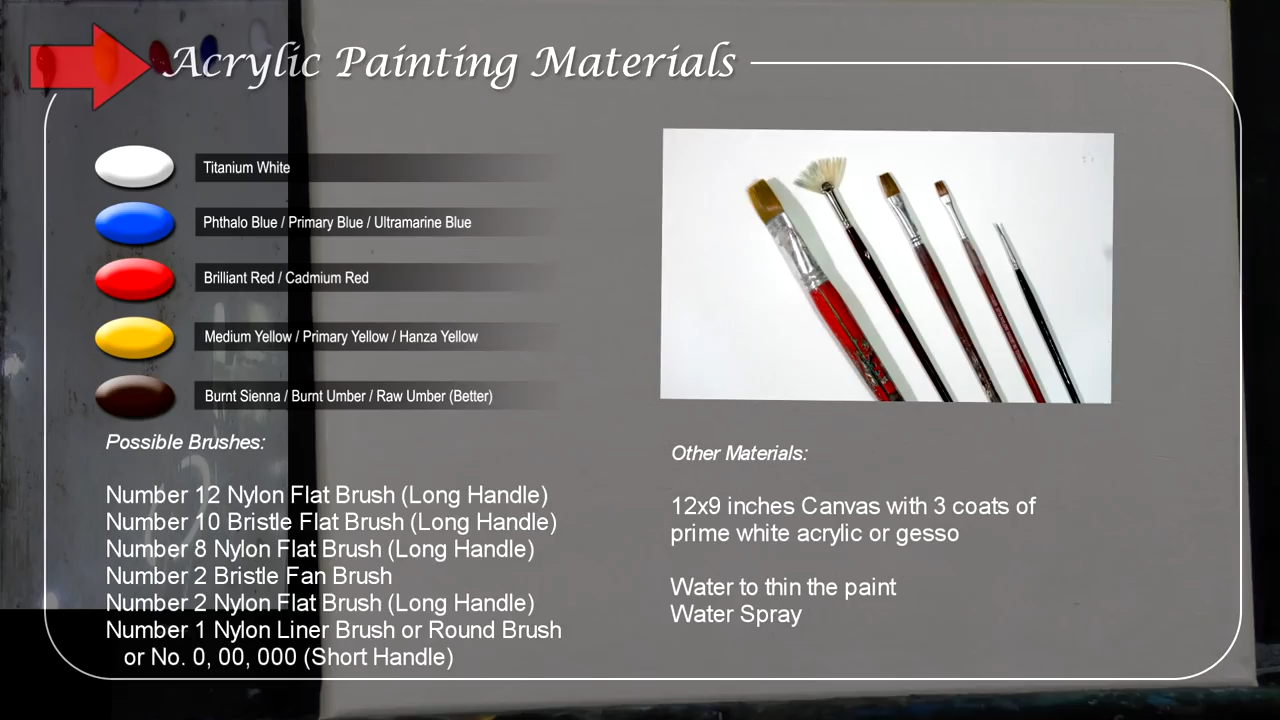 Acrylic Painting Materials
Titanium White
Phthalo Blue / Primary Blue / Ultramarine Blue
Brilliant Red / Cadmium Red
Medium Yellow / Primary Yellow / Hanza Yellow
Burnt Sienna / Burnt Umber / Raw Umber (Better)
Possible Brushes:
Number 12 Nylon Flat Brush (Long Handle)
Number 10 Bristle Flat Brush (Long Handle)
Number 8 Nylon Flat Brush (Long Handle)
Number 2 Bristle Fan Brush
Number 2 Nylon Flat Brush (Long Handle)
Number 1 Nylon Liner Brush or Round Brush
or No. 0, 00, 000 (Short Handle)
Other Materials:
12x9 inches Canvas with 3 coats of
prime white acrylic or gesso
Water to thin the paint
Water Spray